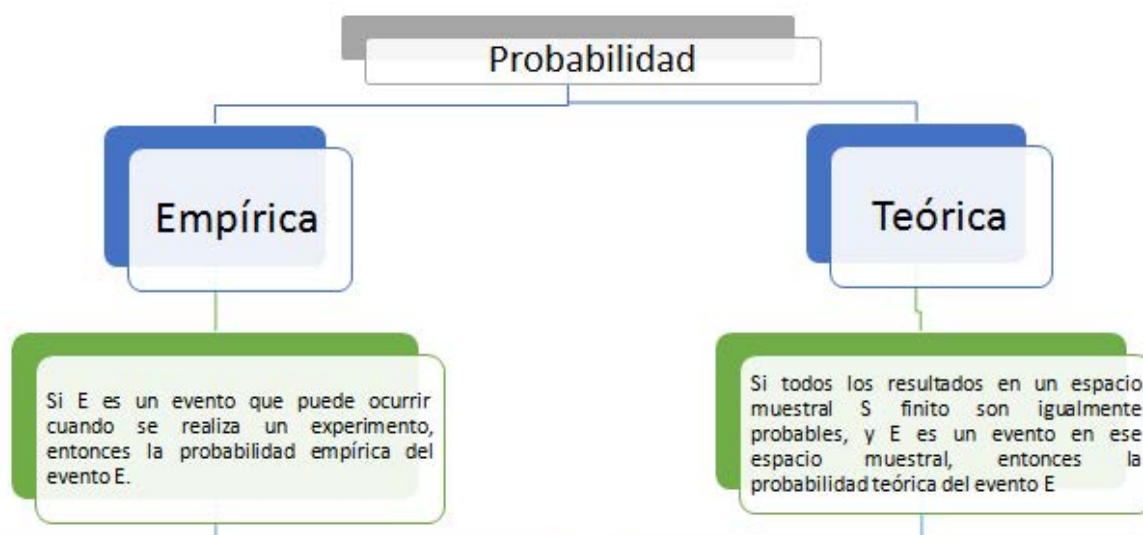 Probabilidad
Empírica
Teórica
Si E es un evento que puede ocurrir
cuando se realiza un experimento,
entonces la probabilidad empírica del
evento E.
Si todos los resultados en un espacio
muestral S finito son igualmente
probables, y E es un evento en ese
espacio muestral, entonces la
probabilidad teórica del evento E